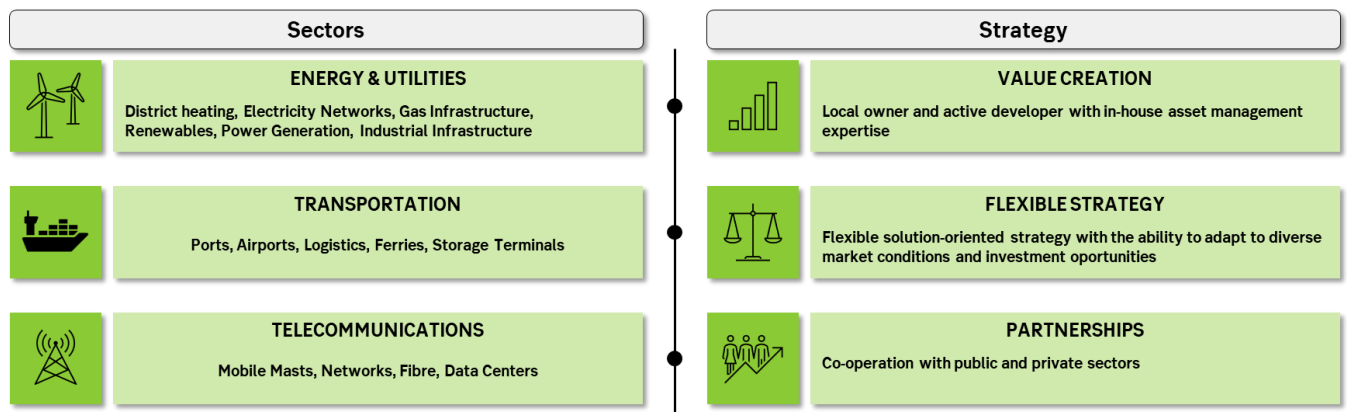 Sectors
ENERGY & UTILITIES
District heating, Electricity Networks, Gas Infrastructure,
Renewables, Power Generation, Industrial Infrastructure
TRANSPORTATION
Ports, Airports, Logistics, Ferries, Storage Terminals
TELECOMMUNICATIONS
Mobile Masts, Networks, Fibre, Data Centers
Strategy
VALUE CREATION
Local owner and active developer with in-house asset management
expertise
FLEXIBLE STRATEGY
Flexible solution-oriented strategy with the ability to adapt to diverse
market conditions and investment oportunities
PARTNERSHIPS
Co-operation with public and private sectors